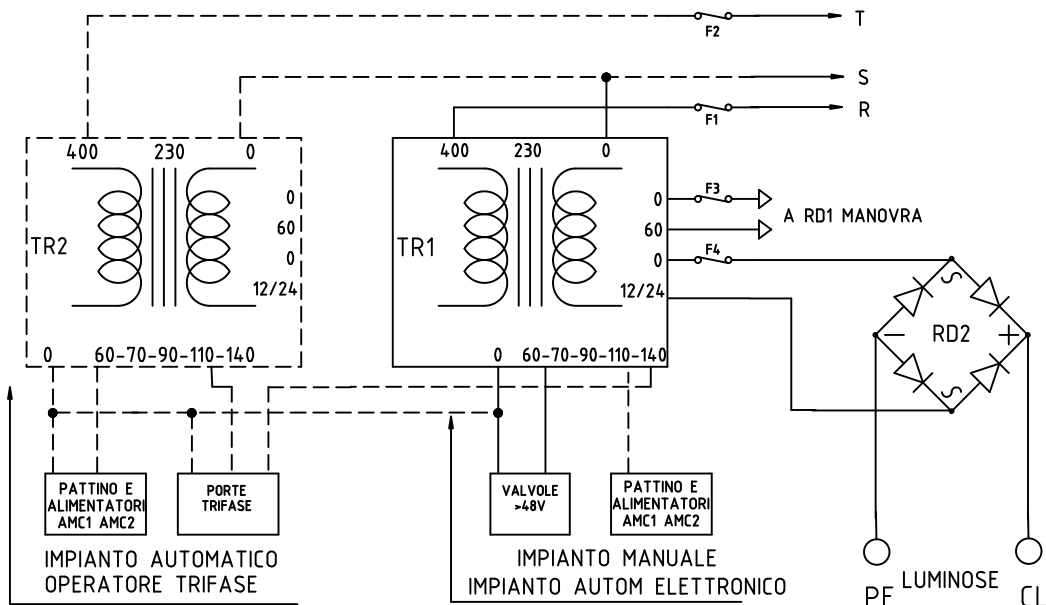 T
F2
S
R
F1
400 230 0
400 230 0
0
60
0
12/24
TR2
0
60
0
12/24
TR1
F3
A RD1 MANOVRA
F4
RD2
0 60-70-90-110-140
0 60-70-90-110-140
PATTINO E
ALIMENTATORI
AMC1 AMC2
PORTE
TRIFASE
VALVOLE
>48V
PATTINO E
ALIMENTATORI
AMC1 AMC2
IMPIANTO AUTOMATICO
OPERATORE TRIFASE
IMPIANTO MANUALE
IMPIANTO AUTOM ELETTRONICO
PF LUMINOSE CL